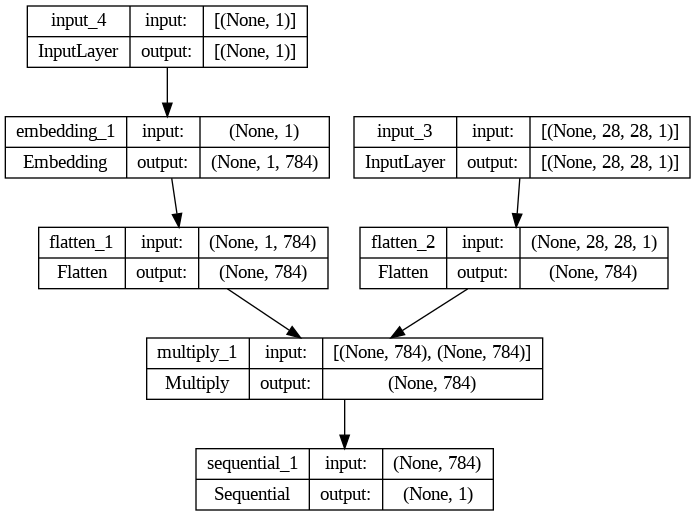 input_4 input: [(None, 1)]
InputLayer output: [(None, 1)]
embedding_1 input: (None, 1)
Embedding output: (None, 1, 784)
input_3 input: [(None, 28, 28, 1)]
InputLayer output: [(None, 28, 28, 1)]
flatten_1 input: (None, 1, 784)
Flatten output: (None, 784)
flatten_2 input: (None, 28, 28, 1)
Flatten output: (None, 784)
multiply_1 input: [(None, 784), (None, 784)]
Multiply output: (None, 784)
sequential_1 input: (None, 784)
Sequential output: (None, 1)